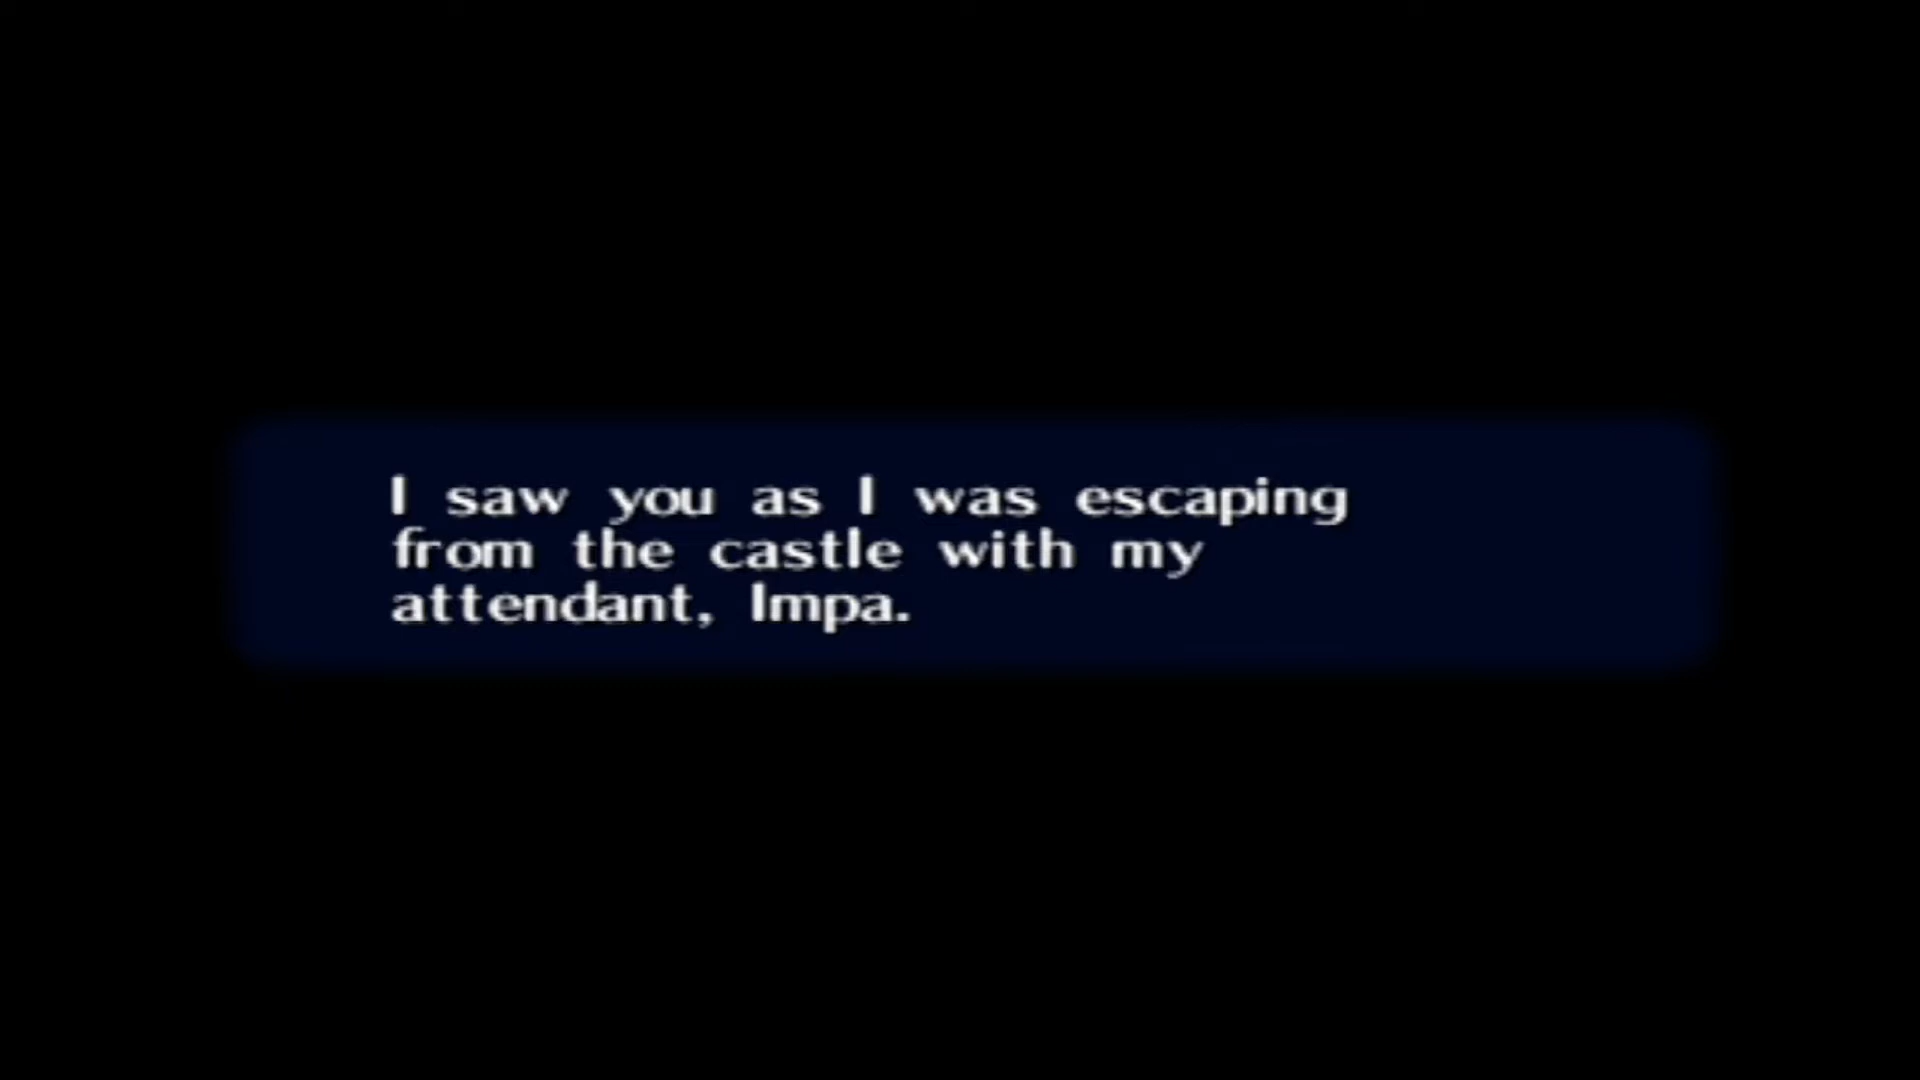 I saw you as I was escaping
from the castle with my
attendant, Impa.